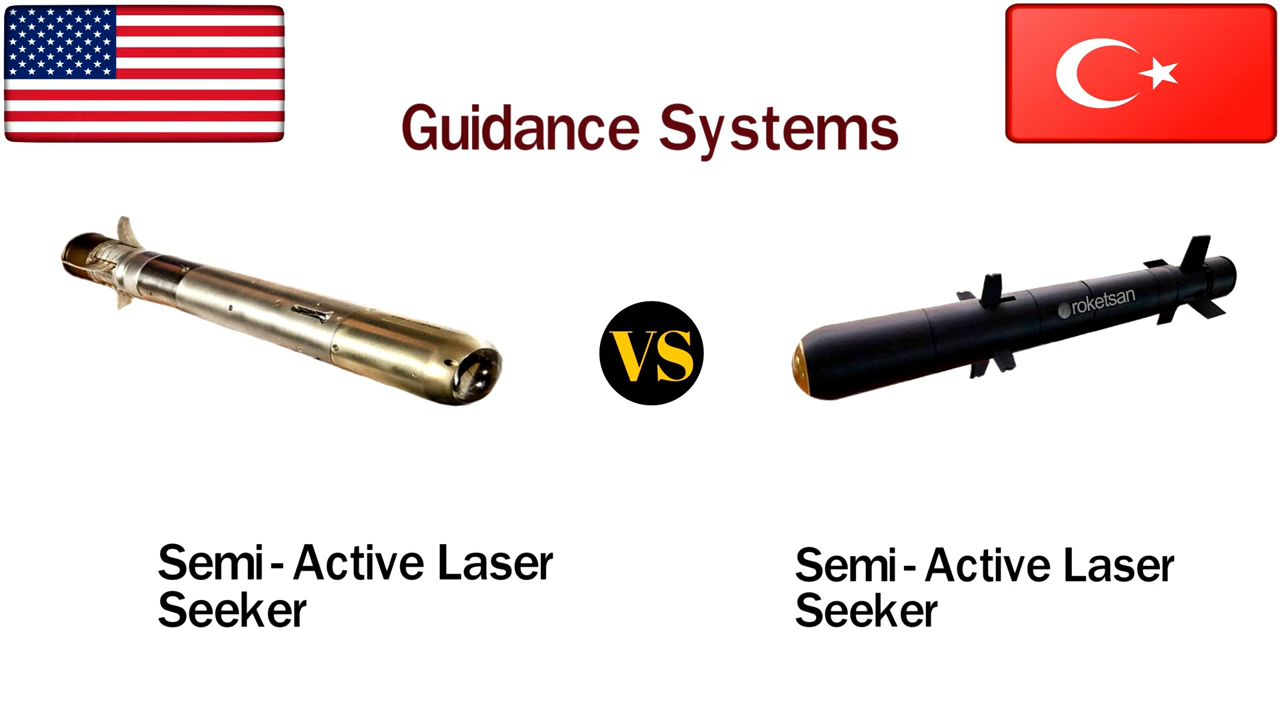 Guidance Systems
VS
roketsan
Semi-Active Laser
Seeker
Semi-Active Laser
Seeker